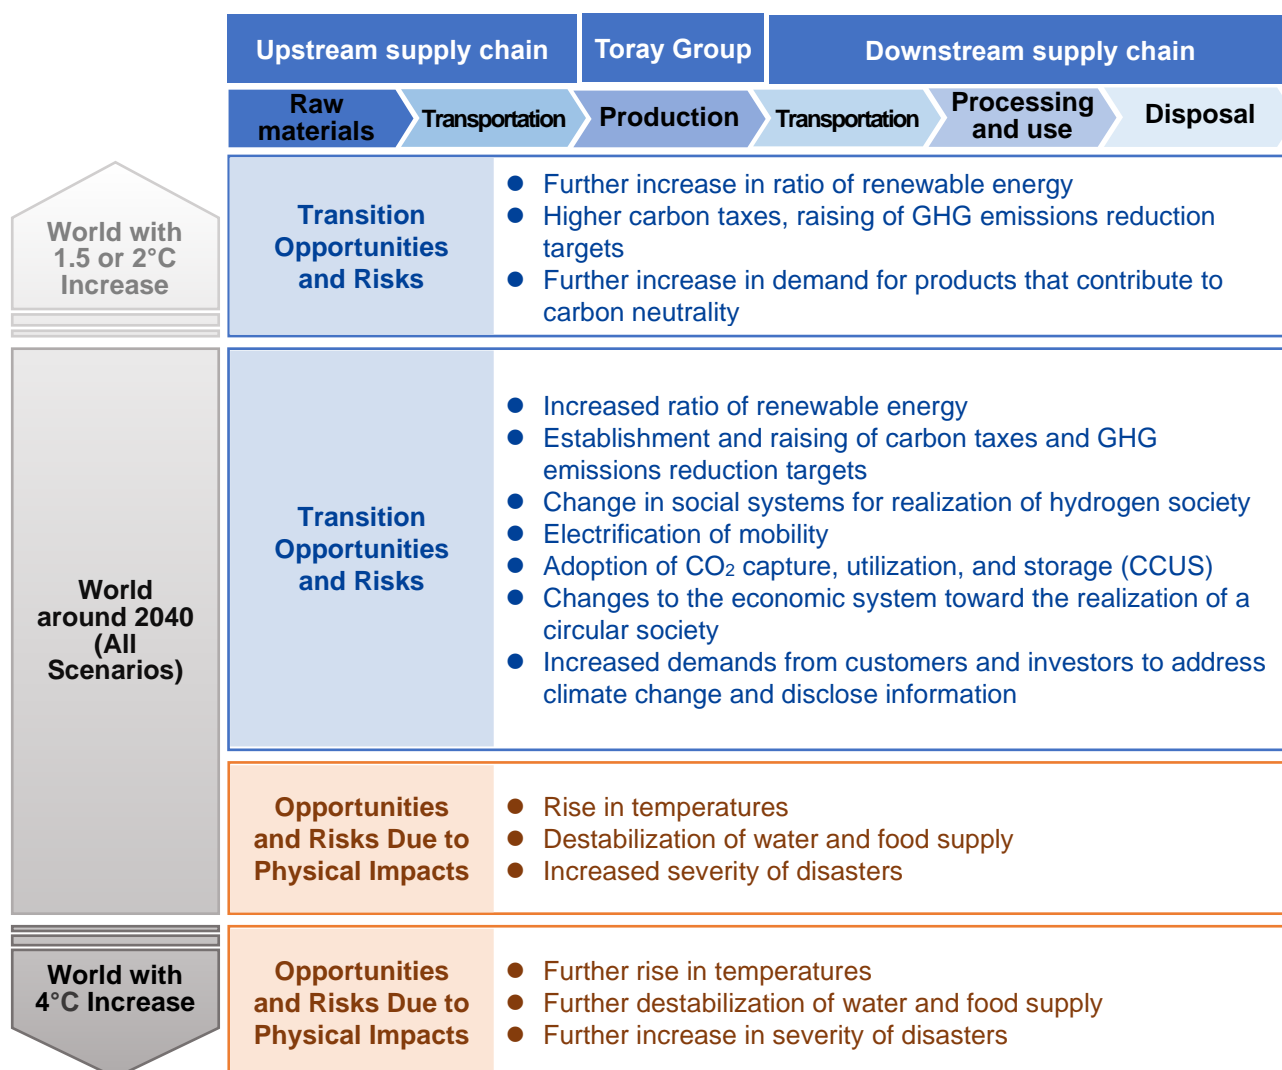 Upstream supply chain
Toray Group
Downstream supply chain
Raw
materials
Transportation
Production
Transportation
Processing
and use
Disposal
World with
1.5 or 2°C
Increase
Transition
Opportunities
and Risks
● Further increase in ratio of renewable energy
● Higher carbon taxes, raising of GHG emissions reduction
targets
● Further increase in demand for products that contribute to
carbon neutrality
World
around 2040
(All
Scenarios)
Transition
Opportunities
and Risks
● Increased ratio of renewable energy
● Establishment and raising of carbon taxes and GHG
emissions reduction targets
● Change in social systems for realization of hydrogen society
● Electrification of mobility
● Adoption of CO₂ capture, utilization, and storage (CCUS)
● Changes to the economic system toward the realization of a
circular society
● Increased demands from customers and investors to address
climate change and disclose information
Opportunities
and Risks Due to
Physical Impacts
● Rise in temperatures
● Destabilization of water and food supply
● Increased severity of disasters
World with
4°C Increase
Opportunities
and Risks Due to
Physical Impacts
● Further rise in temperatures
● Further destabilization of water and food supply
● Further increase in severity of disasters